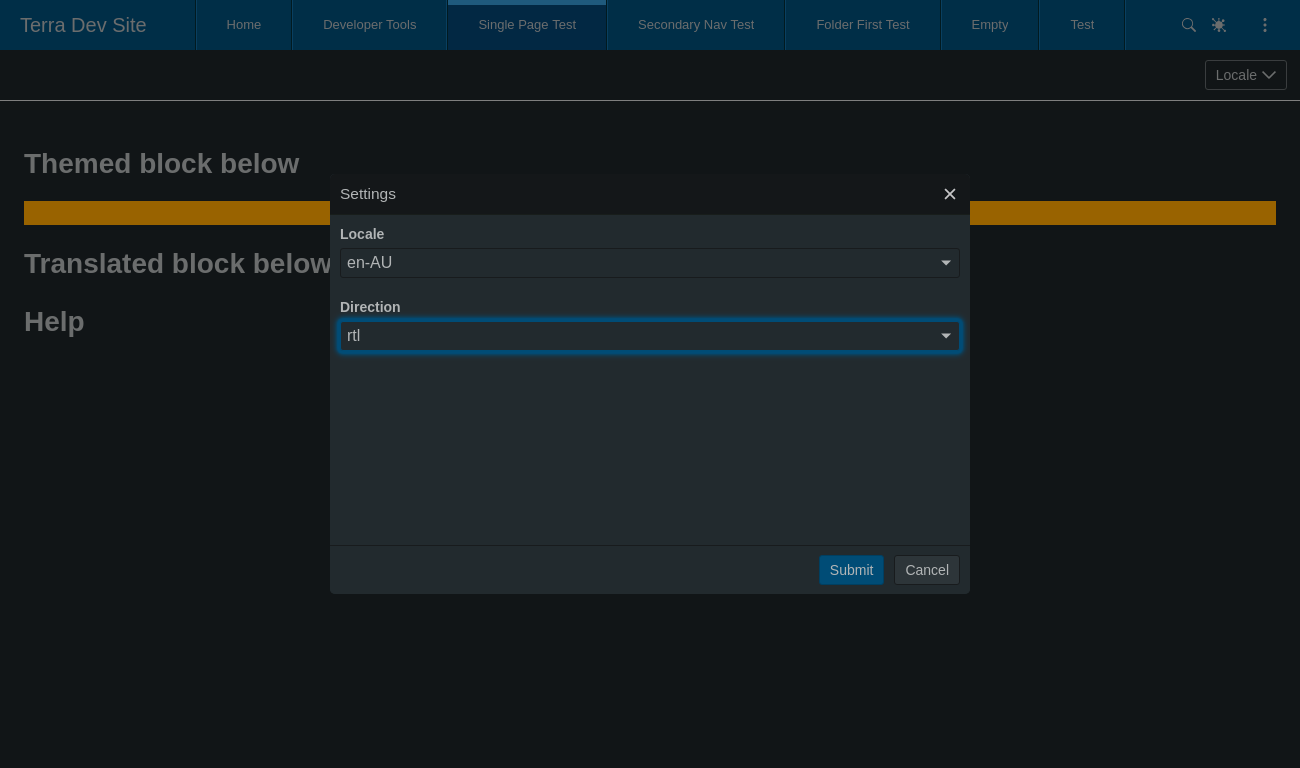 Terra Dev Site Home Developer Tools Single Page Test Secondary Nav Test Folder First Test Empty Test
Locale
Themed block below
Settings
Locale
en-AU
Translated block below
Direction
Help
rtl
Submit Cancel